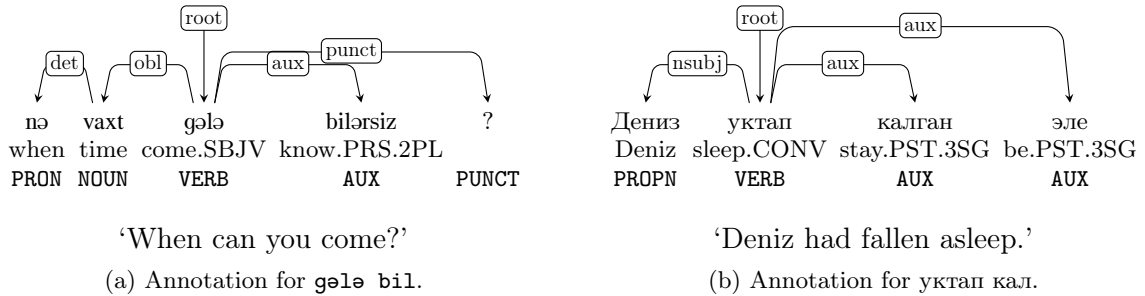 root
det obl aux punct
nə vaxt gələ bilərsiz ?
when time come.SBJV know.PRS.2PL
PRON NOUN VERB AUX PUNCT
‘When can you come?’
(a) Annotation for gələ bil.
root aux
nsubj aux
Дениз уктап калган эле
Deniz sleep.CONV stay.PST.3SG be.PST.3SG
PROPN VERB AUX AUX
‘Deniz had fallen asleep.’
(b) Annotation for уктап кал.